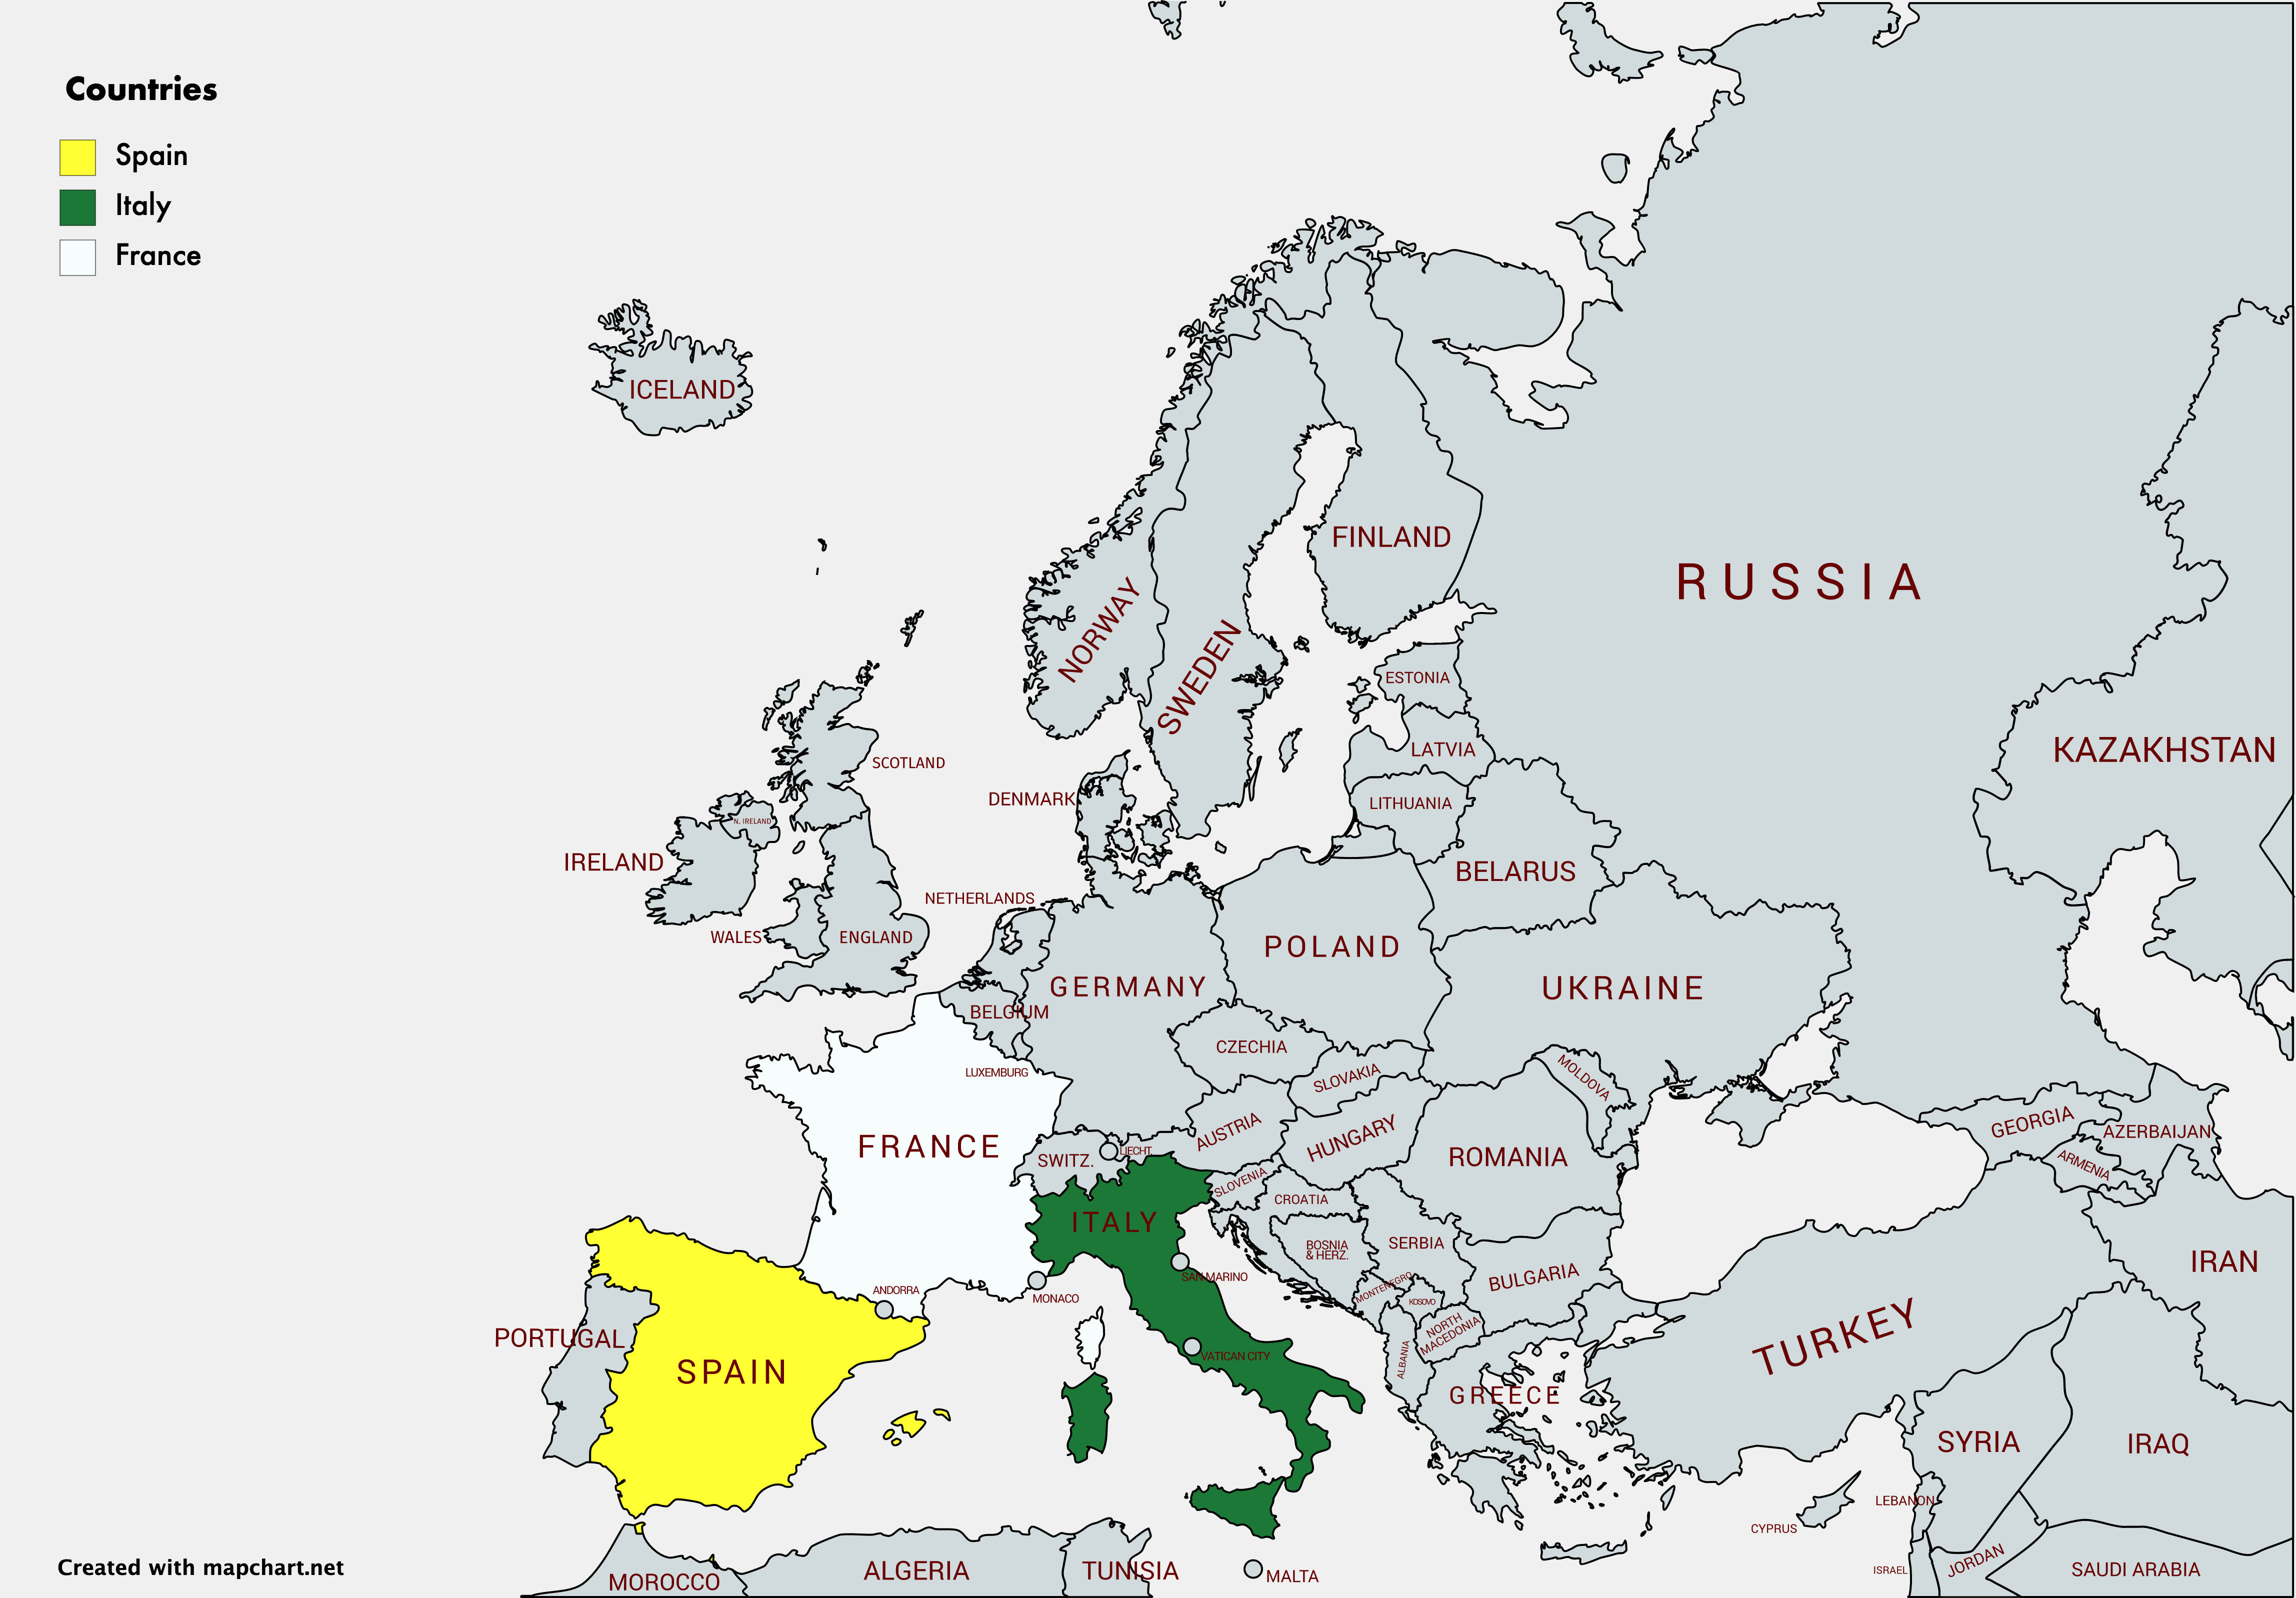 Countries
Spain
Italy
France
ICELAND
FINLAND
RUSSIA
NORWAY
SWEDEN
ESTONIA
KAZAKHSTAN
LATVIA
SCOTLAND
DENMARK
LITHUANIA
N. IRELAND
IRELAND
BELARUS
NETHERLANDS
WALES
ENGLAND
POLAND
GERMANY
UKRAINE
BELGIUM
CZECHIA
LUXEMBURG
SLOVAKIA
MOLDOVA
FRANCE
AUSTRIA
HUNGARY
GEORGIA
AZERBAIJAN
LIECHT.
SWITZ.
ROMANIA
ARMENIA
SLOVENIA
CROATIA
ITALY
BOSNIA
& HERZ.
SERBIA
IRAN
SAN MARINO
BULGARIA
MONTENEGRO
ANDORRA
MONACO
KOSOVO
PORTUGAL
NORTH
MACEDONIA
TURKEY
VATICAN CITY
ALBANIA
SPAIN
GREECE
SYRIA
IRAQ
LEBANON
CYPRUS
Created with mapchart.net
MOROCCO
ALGERIA
TUNISIA
MALTA
ISRAEL
JORDAN
SAUDI ARABIA